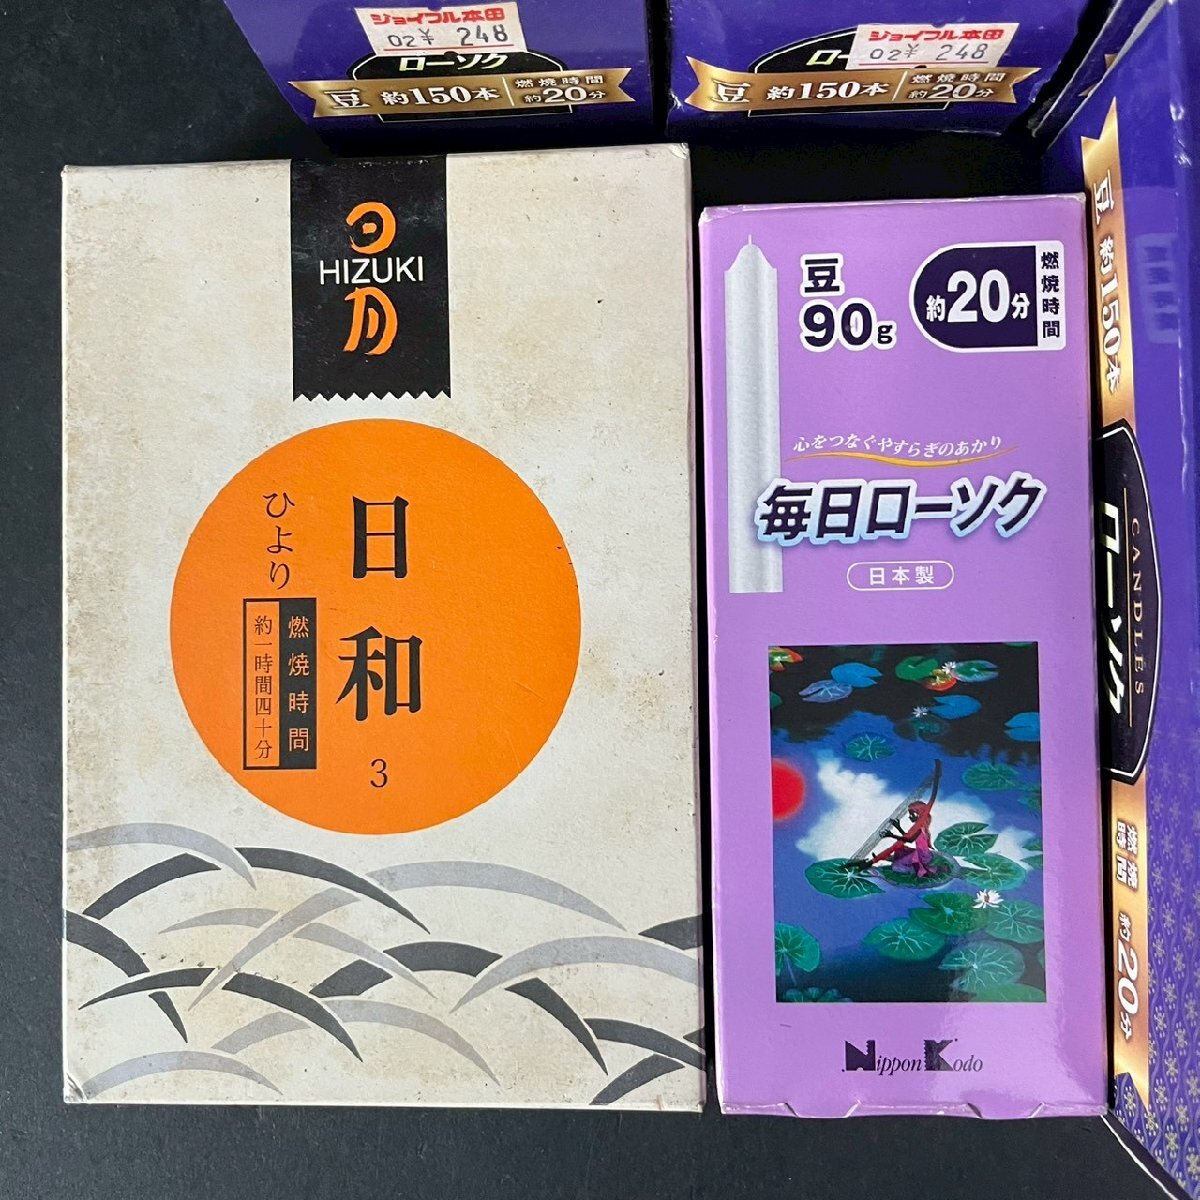 ジョイフル本田
02¥ 248
ローソク
豆 約150本 燃焼時間 約20分
ジョイフル本田
02¥ 248
豆 約150本 燃焼時間 約20分
日
HIZUKI
月
日和
ひより
燃焼時間
約一時間四十分
3
豆
90g
約20分
燃焼時間
心をつなぐやすらぎのあかり
毎日ローソク
日本製
Nippon Kodo
豆 約150本
CANDLES
ローソク
燃焼時間 約20分